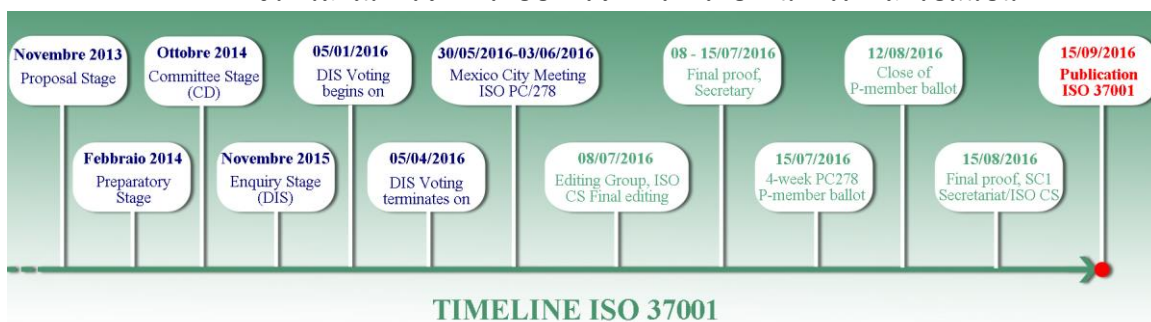 Novembre 2013
Proposal Stage
Ottobre 2014
Committee Stage
(CD)
05/01/2016
DIS Voting
begins on
30/05/2016-03/06/2016
Mexico City Meeting
ISO PC/278
08 - 15/07/2016
Final proof,
Secretary
12/08/2016
Close of
P-member ballot
15/09/2016
Publication
ISO 37001
Febbraio 2014
Preparatory
Stage
Novembre 2015
Enquiry Stage
(DIS)
05/04/2016
DIS Voting
terminates on
08/07/2016
Editing Group, ISO
CS Final editing
15/07/2016
4-week PC278
P-member ballot
15/08/2016
Final proof, SC1
Secretariat/ISO CS
TIMELINE ISO 37001